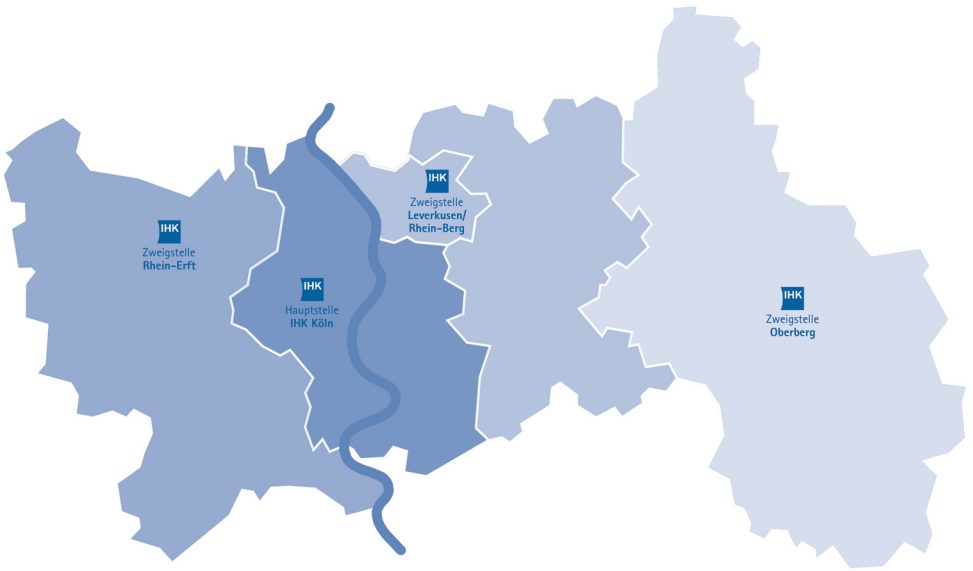 IHK
Zweigstelle
Leverkusen/
Rhein-Berg
IHK
Zweigstelle
Rhein-Erft
IHK
Hauptstelle
IHK Köln
IHK
Zweigstelle
Oberberg